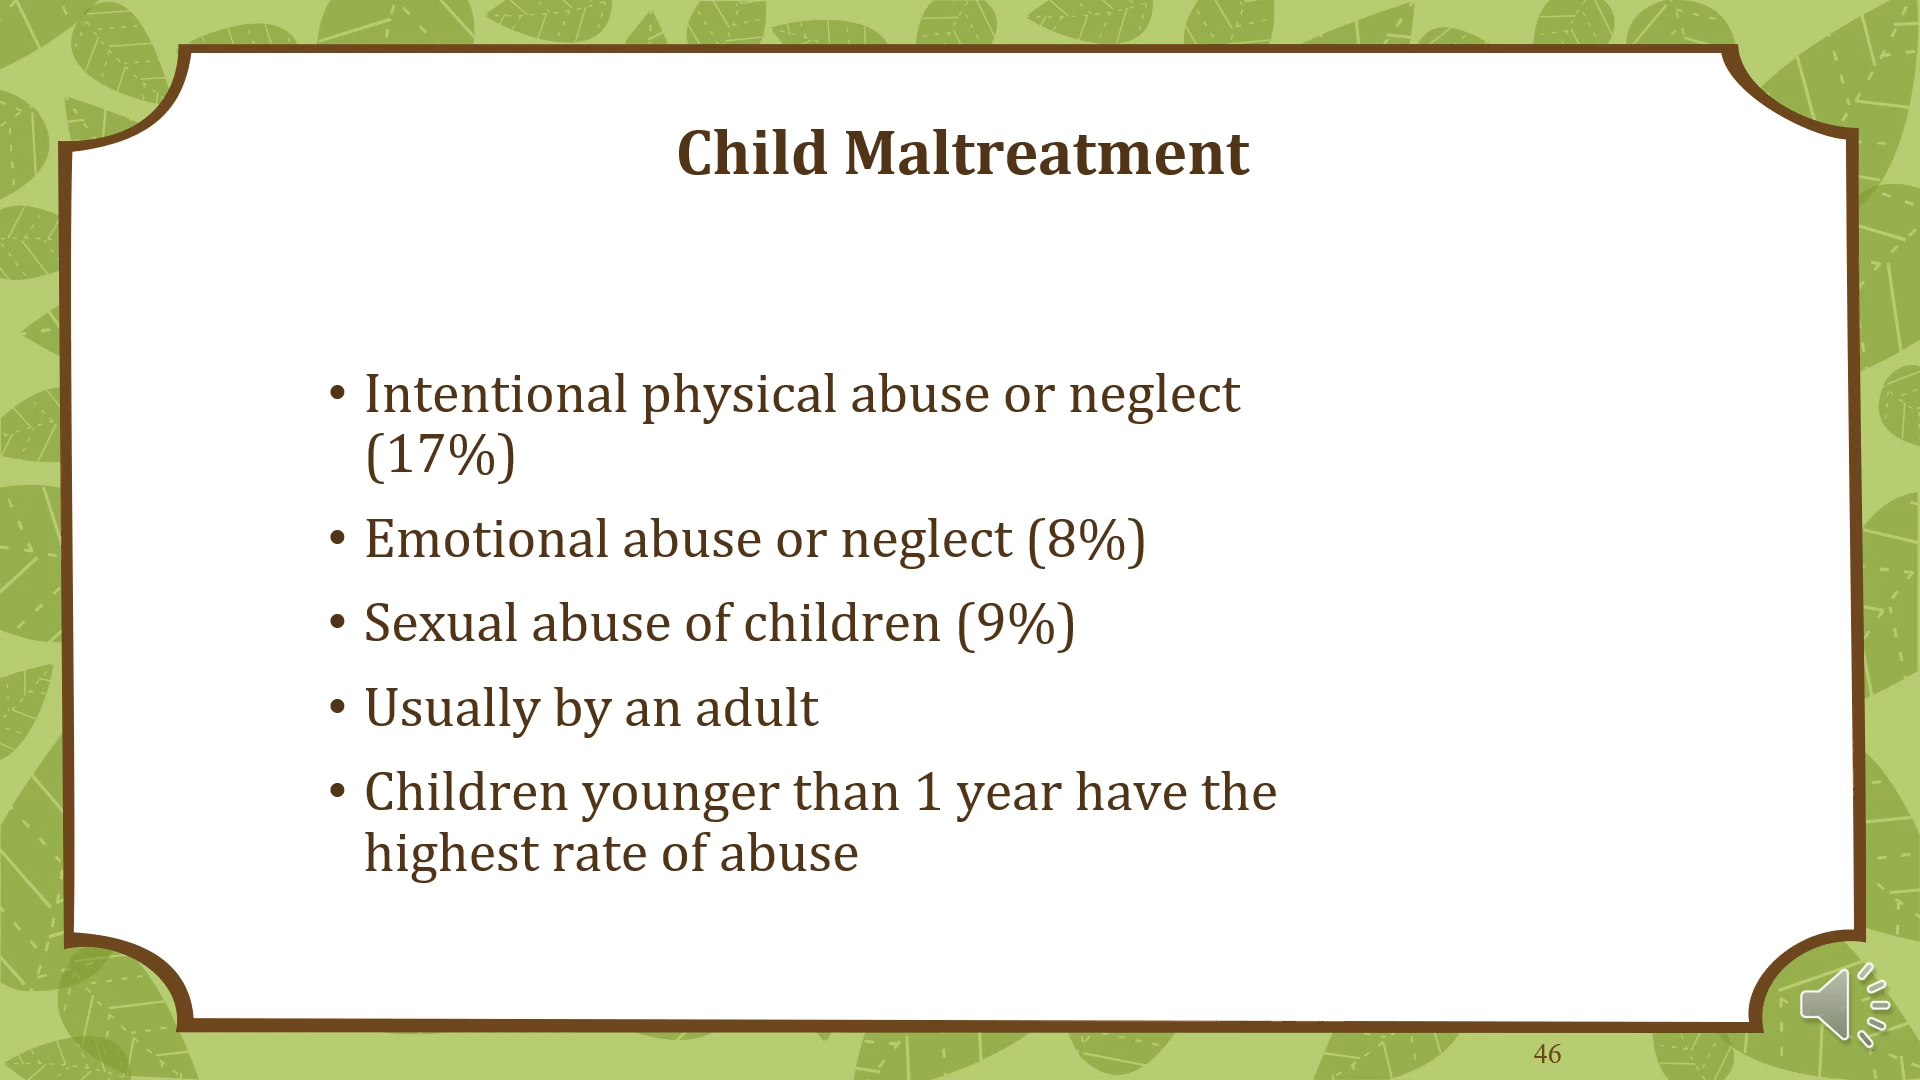 Child Maltreatment
• Intentional physical abuse or neglect
(17%)
• Emotional abuse or neglect (8%)
• Sexual abuse of children (9%)
• Usually by an adult
• Children younger than 1 year have the
highest rate of abuse
46